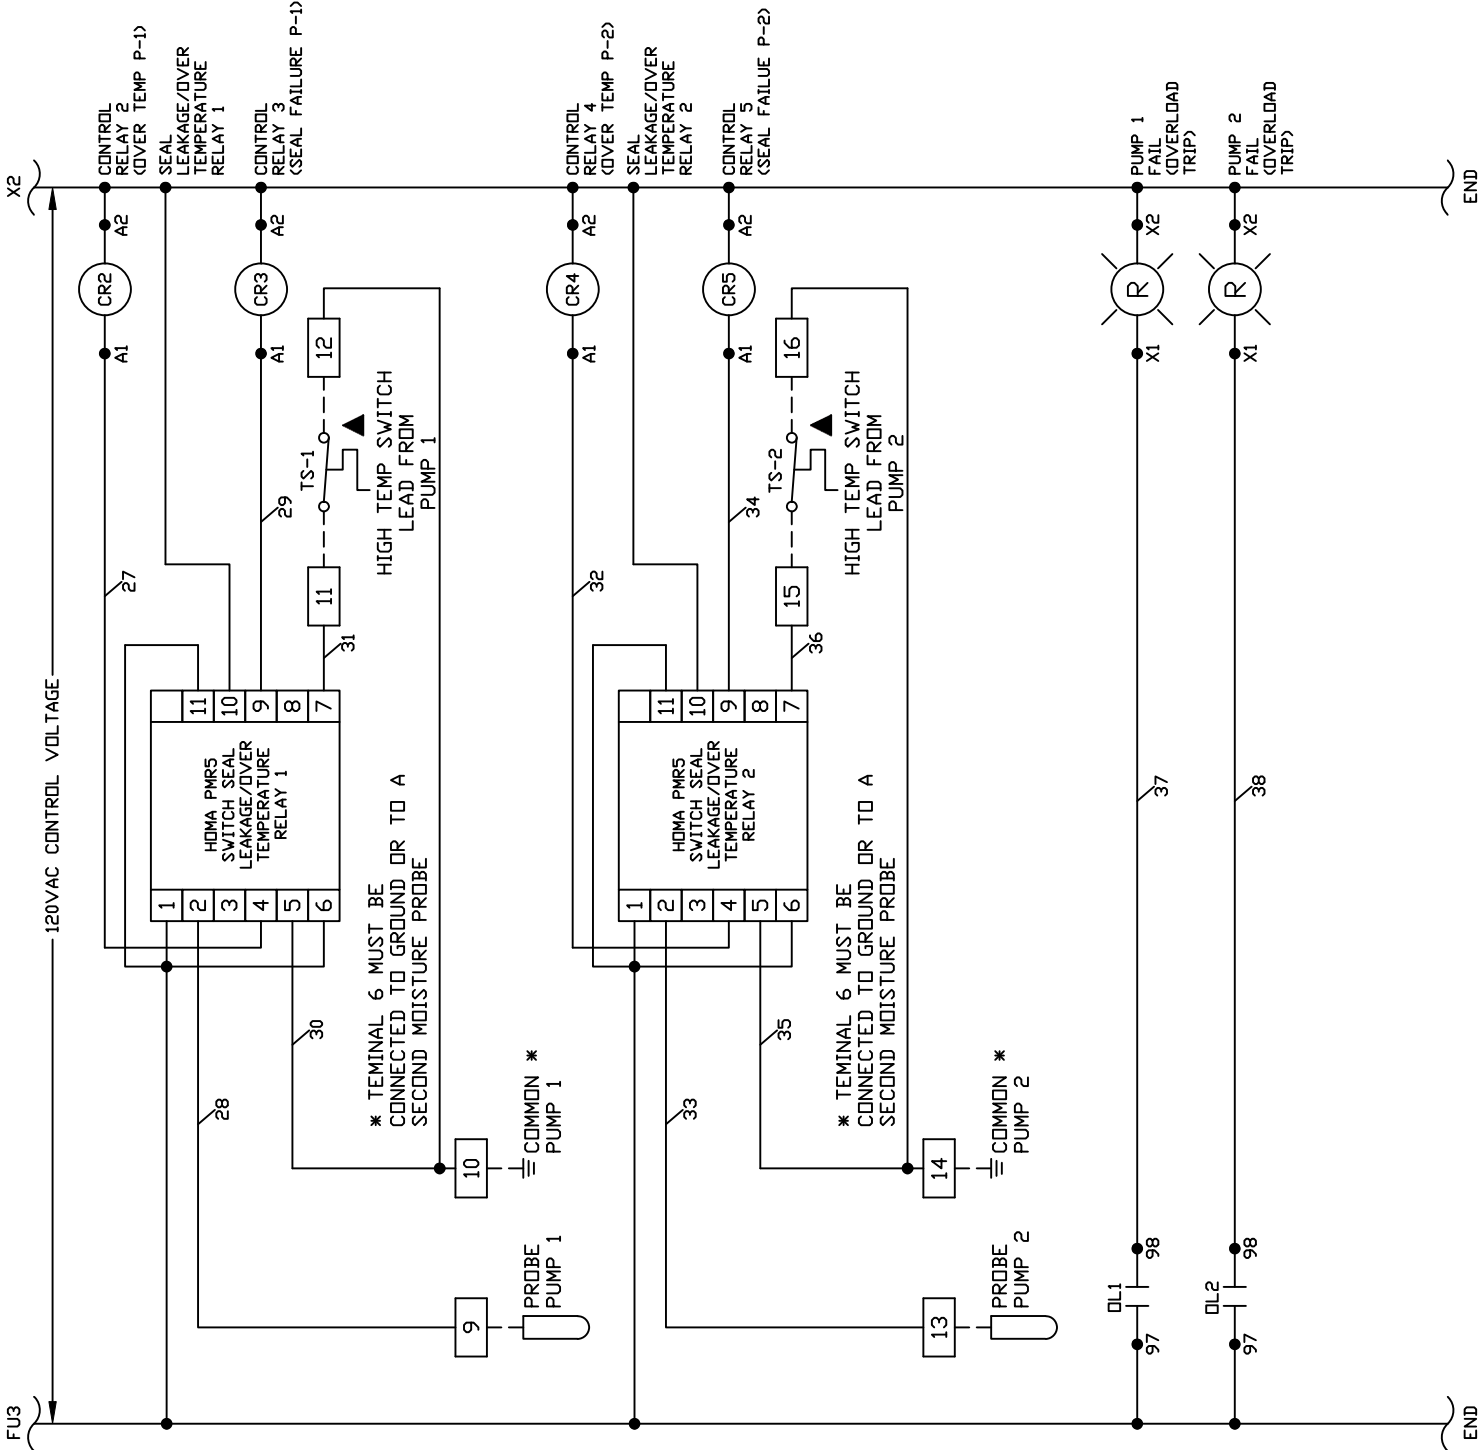 FU3
X2
120VAC CONTROL VOLTAGE
27
A1
CR2
A2
CONTROL
RELAY 2
(OVER TEMP P-1)
SEAL
LEAKAGE/OVER
TEMPERATURE
RELAY 1
29
A1
CR3
A2
CONTROL
RELAY 3
(SEAL FAILURE P-1)
1
2
3
4
5
6
HOMA PMR5
SWITCH SEAL
LEAKAGE/OVER
TEMPERATURE
RELAY 1
11
10
9
8
7
28
30
31
11
TS-1
12
HIGH TEMP SWITCH
LEAD FROM
PUMP 1
* TEMINAL 6 MUST BE
CONNECTED TO GROUND OR TO A
SECOND MOISTURE PROBE
9
PROBE
PUMP 1
10
COMMON *
PUMP 1
32
A1
CR4
A2
CONTROL
RELAY 4
(OVER TEMP P-2)
SEAL
LEAKAGE/OVER
TEMPERATURE
RELAY 2
34
A1
CR5
A2
CONTROL
RELAY 5
(SEAL FAILUE P-2)
1
2
3
4
5
6
HOMA PMR5
SWITCH SEAL
LEAKAGE/OVER
TEMPERATURE
RELAY 2
11
10
9
8
7
33
35
36
15
TS-2
16
HIGH TEMP SWITCH
LEAD FROM
PUMP 2
* TEMINAL 6 MUST BE
CONNECTED TO GROUND OR TO A
SECOND MOISTURE PROBE
13
PROBE
PUMP 2
14
COMMON *
PUMP 2
OL1
97
98
37
X1
R
X2
PUMP 1
FAIL
(OVERLOAD
TRIP)
OL2
97
98
38
X1
R
X2
PUMP 2
FAIL
(OVERLOAD
TRIP)
END
END